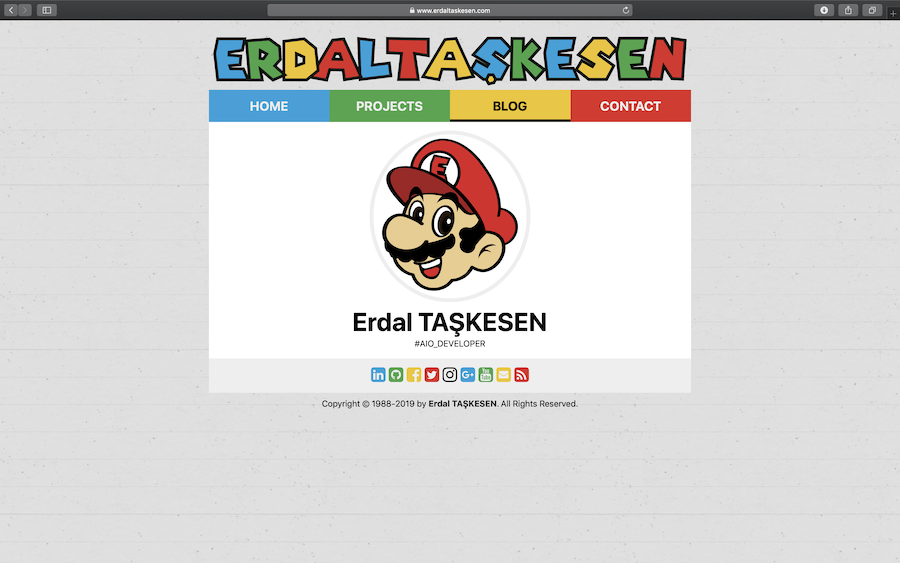 www.erdaltaskesen.com
ERDALTAŞKESEN
HOME PROJECTS BLOG CONTACT
E
Erdal TAŞKESEN
#AIO_DEVELOPER
Copyright © 1988-2019 by Erdal TAŞKESEN. All Rights Reserved.